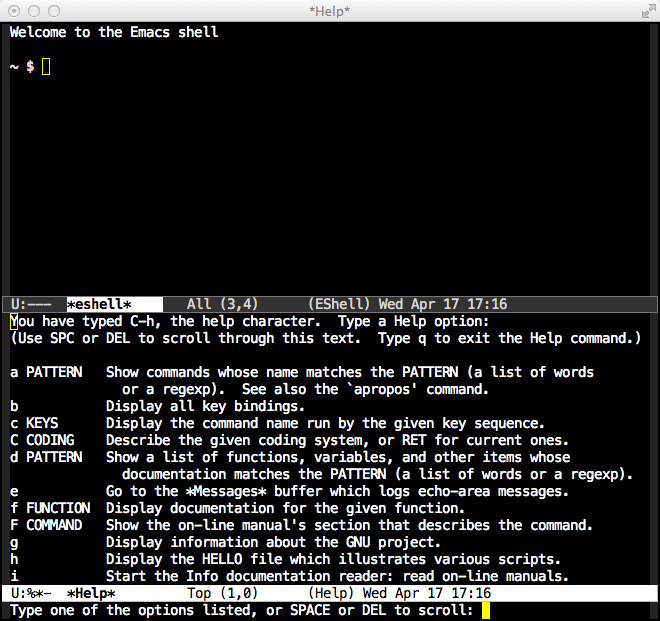 *Help*
Welcome to the Emacs shell
~ $
U:--- *eshell* All (3,4) (EShell) Wed Apr 17 17:16
You have typed C-h, the help character. Type a Help option:
(Use SPC or DEL to scroll through this text. Type q to exit the Help command.)
a PATTERN Show commands whose name matches the PATTERN (a list of words
or a regexp). See also the `apropos' command.
b Display all key bindings.
c KEYS Display the command name run by the given key sequence.
C CODING Describe the given coding system, or RET for current ones.
d PATTERN Show a list of functions, variables, and other items whose
documentation matches the PATTERN (a list of words or a regexp).
e Go to the *Messages* buffer which logs echo-area messages.
f FUNCTION Display documentation for the given function.
F COMMAND Show the on-line manual's section that describes the command.
g Display information about the GNU project.
h Display the HELLO file which illustrates various scripts.
i Start the Info documentation reader: read on-line manuals.
U:%*- *Help* Top (1,0) (Help) Wed Apr 17 17:16
Type one of the options listed, or SPACE or DEL to scroll: